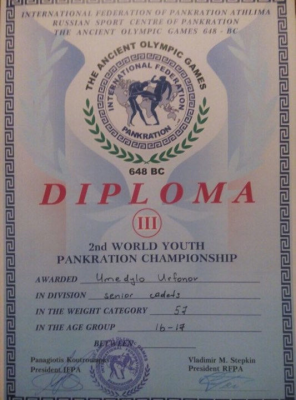 INTERNATIONAL FEDERATION OF PANKRATION ATHLIMA
RUSSIAN SPORT CENTRE OF PANKRATION
THE ANCIENT OLYMPIC GAMES 648 - BC
THE ANCIENT OLYMPIC GAMES
INTERNATIONAL FEDERATION
PANKRATION
648 BC
DIPLOMA
III
2nd WORLD YOUTH
PANKRATION CHAMPIONSHIP
AWARDED
IN DIVISION senior cadets
IN THE WEIGHT CATEGORY 52
IN THE AGE GROUP 16-17
BETWEEN
Panagiotis Vladimir M. Stepkin
President IFPA President RFPA